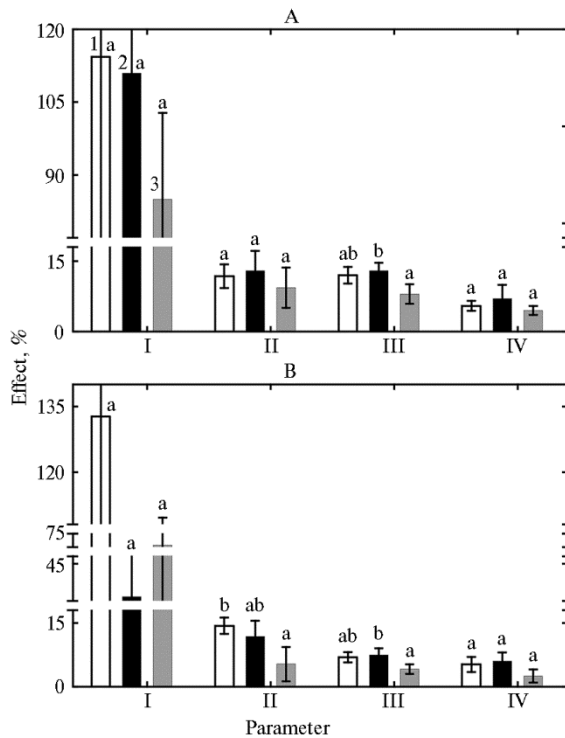 A
120
1 a
2 a
a
105
3
90
a a a ab b a a a a
15
0
I II III IV
B
Effect, %
135
a
120
75
a a
45
b ab a ab b a a a a
15
0
I II III IV
Parameter